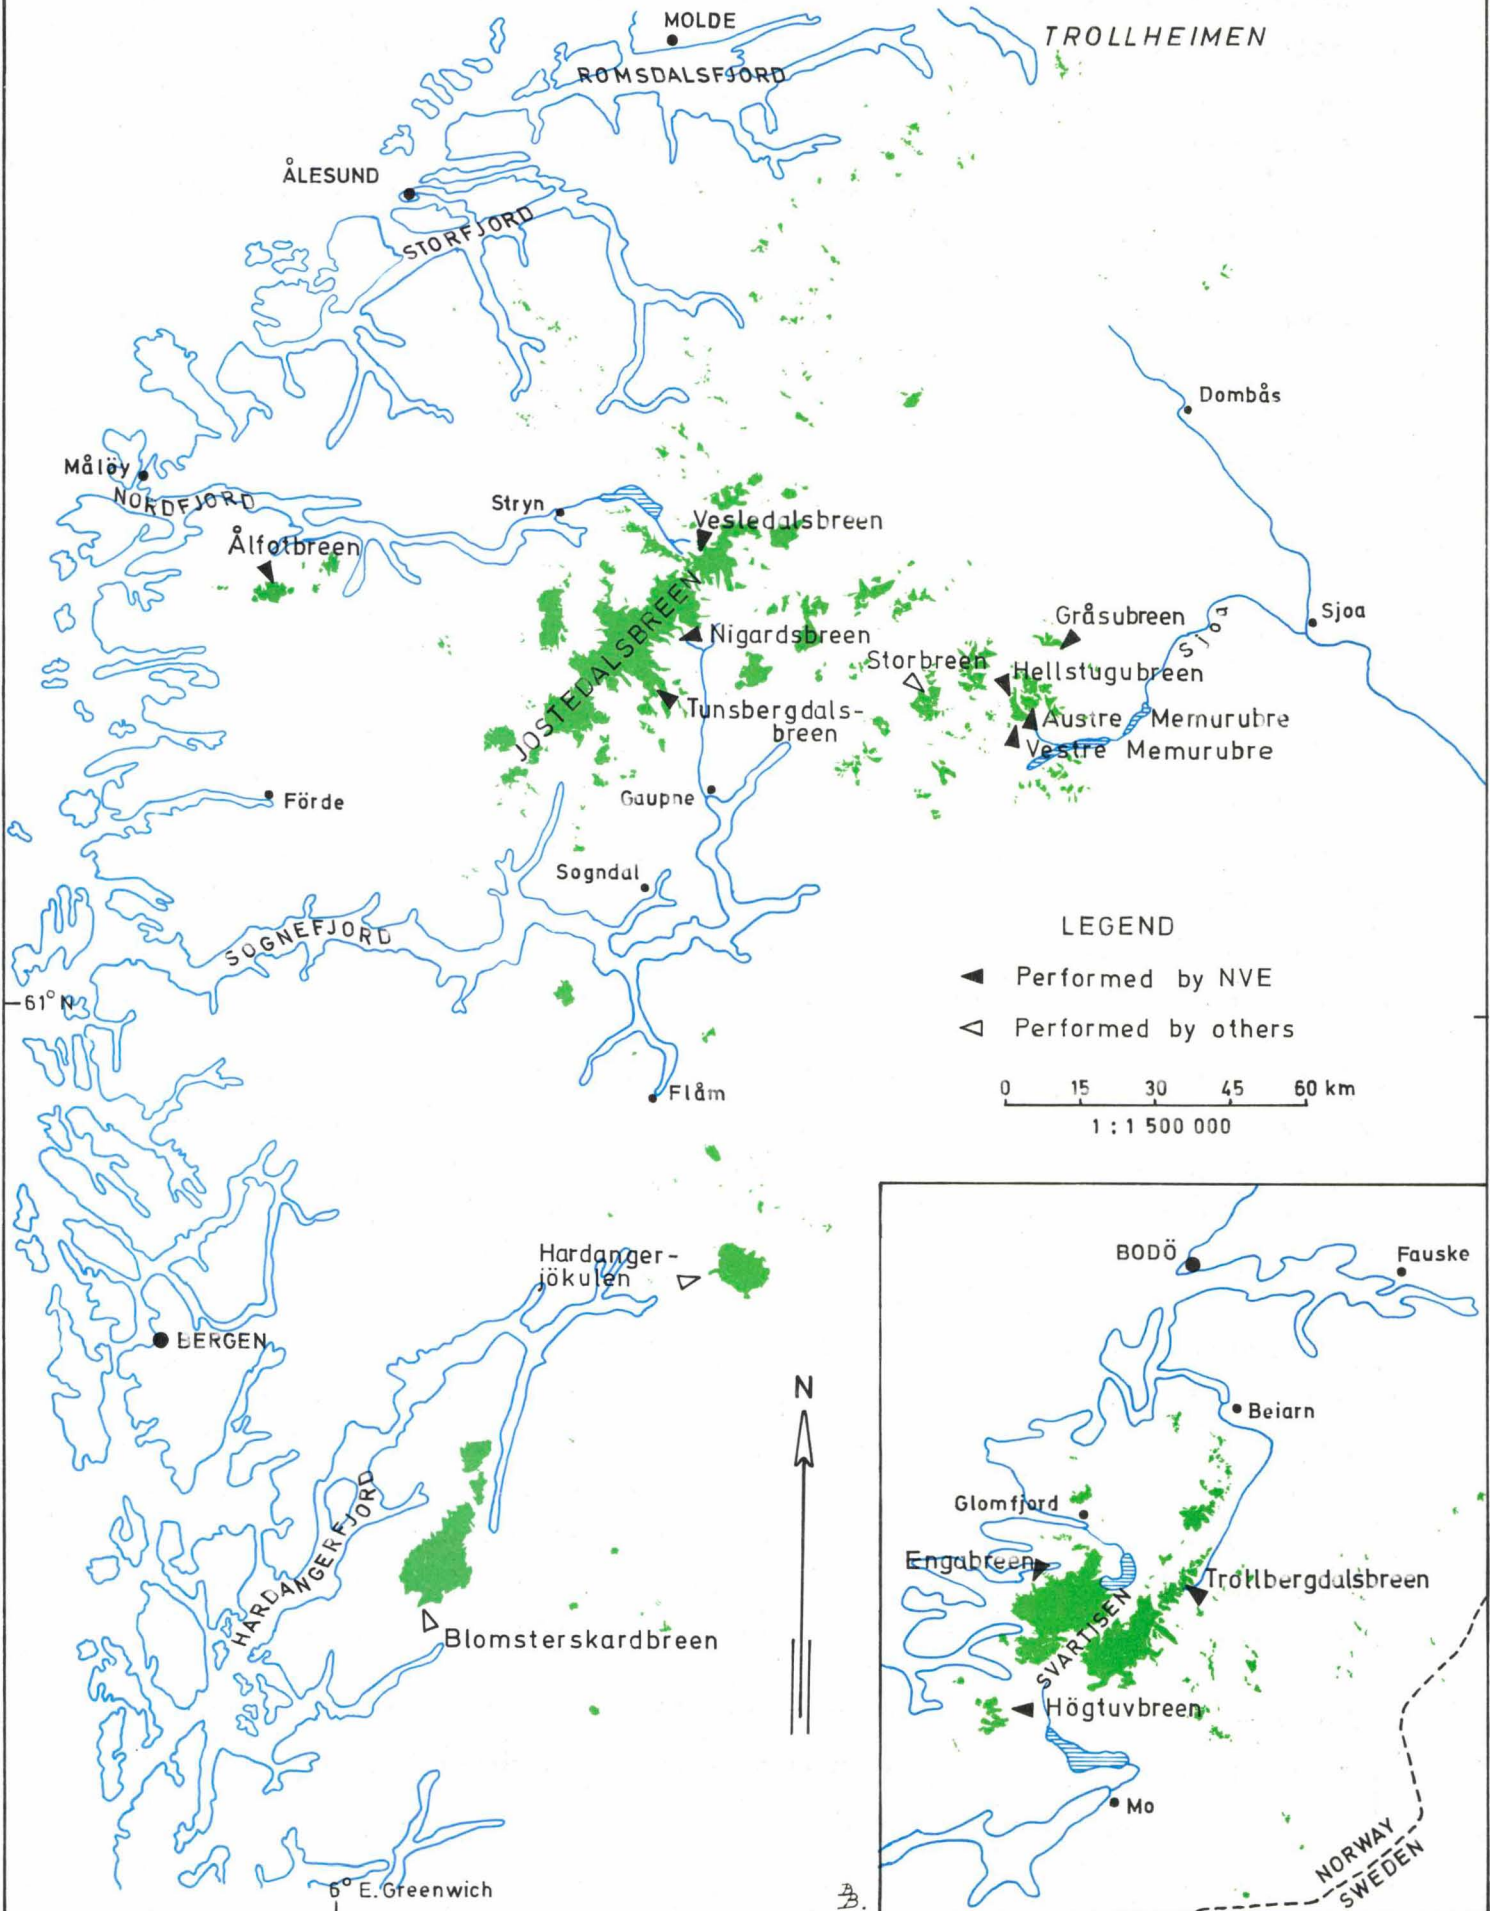 MOLDE
TROLLHEIMEN
ROMSDALSFJORD
ÅLESUND
STORFJORD
Dombås
Målöy
NORDFJORD
Stryn
Vesledalsbreen
Ålfotbreen
JOSTEDALSBREEN
Nigardsbreen
Gråsubreen
Sjoa
Sjoa
Storbreen
Hellstugubreen
Tunsbergdals-
breen
Austre Memurubre
Vestre Memurubre
Förde
Gaupne
Sogndal
SOGNEFJORD
LEGEND
Performed by NVE
Performed by others
61° N
0 15 30 45 60 km
1 : 1 500 000
Flåm
Hardanger-
jökulen
BERGEN
N
HARDANGERFJORD
Blomsterskardbreen
6° E. Greenwich
BODÖ
Fauske
Beiarn
Glomfjord
Engabreen
Trollbergdalsbreen
SVARTISEN
Högtuvbreen
Mo
NORWAY
SWEDEN